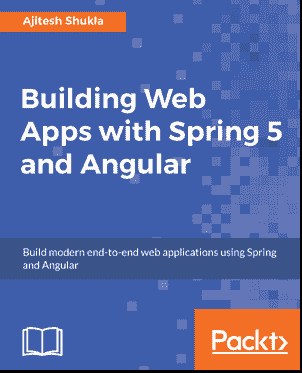 Ajitesh Shukla
Building Web
Apps with Spring 5
and Angular
Build modern end-to-end web applications using Spring
and Angular
Packt>